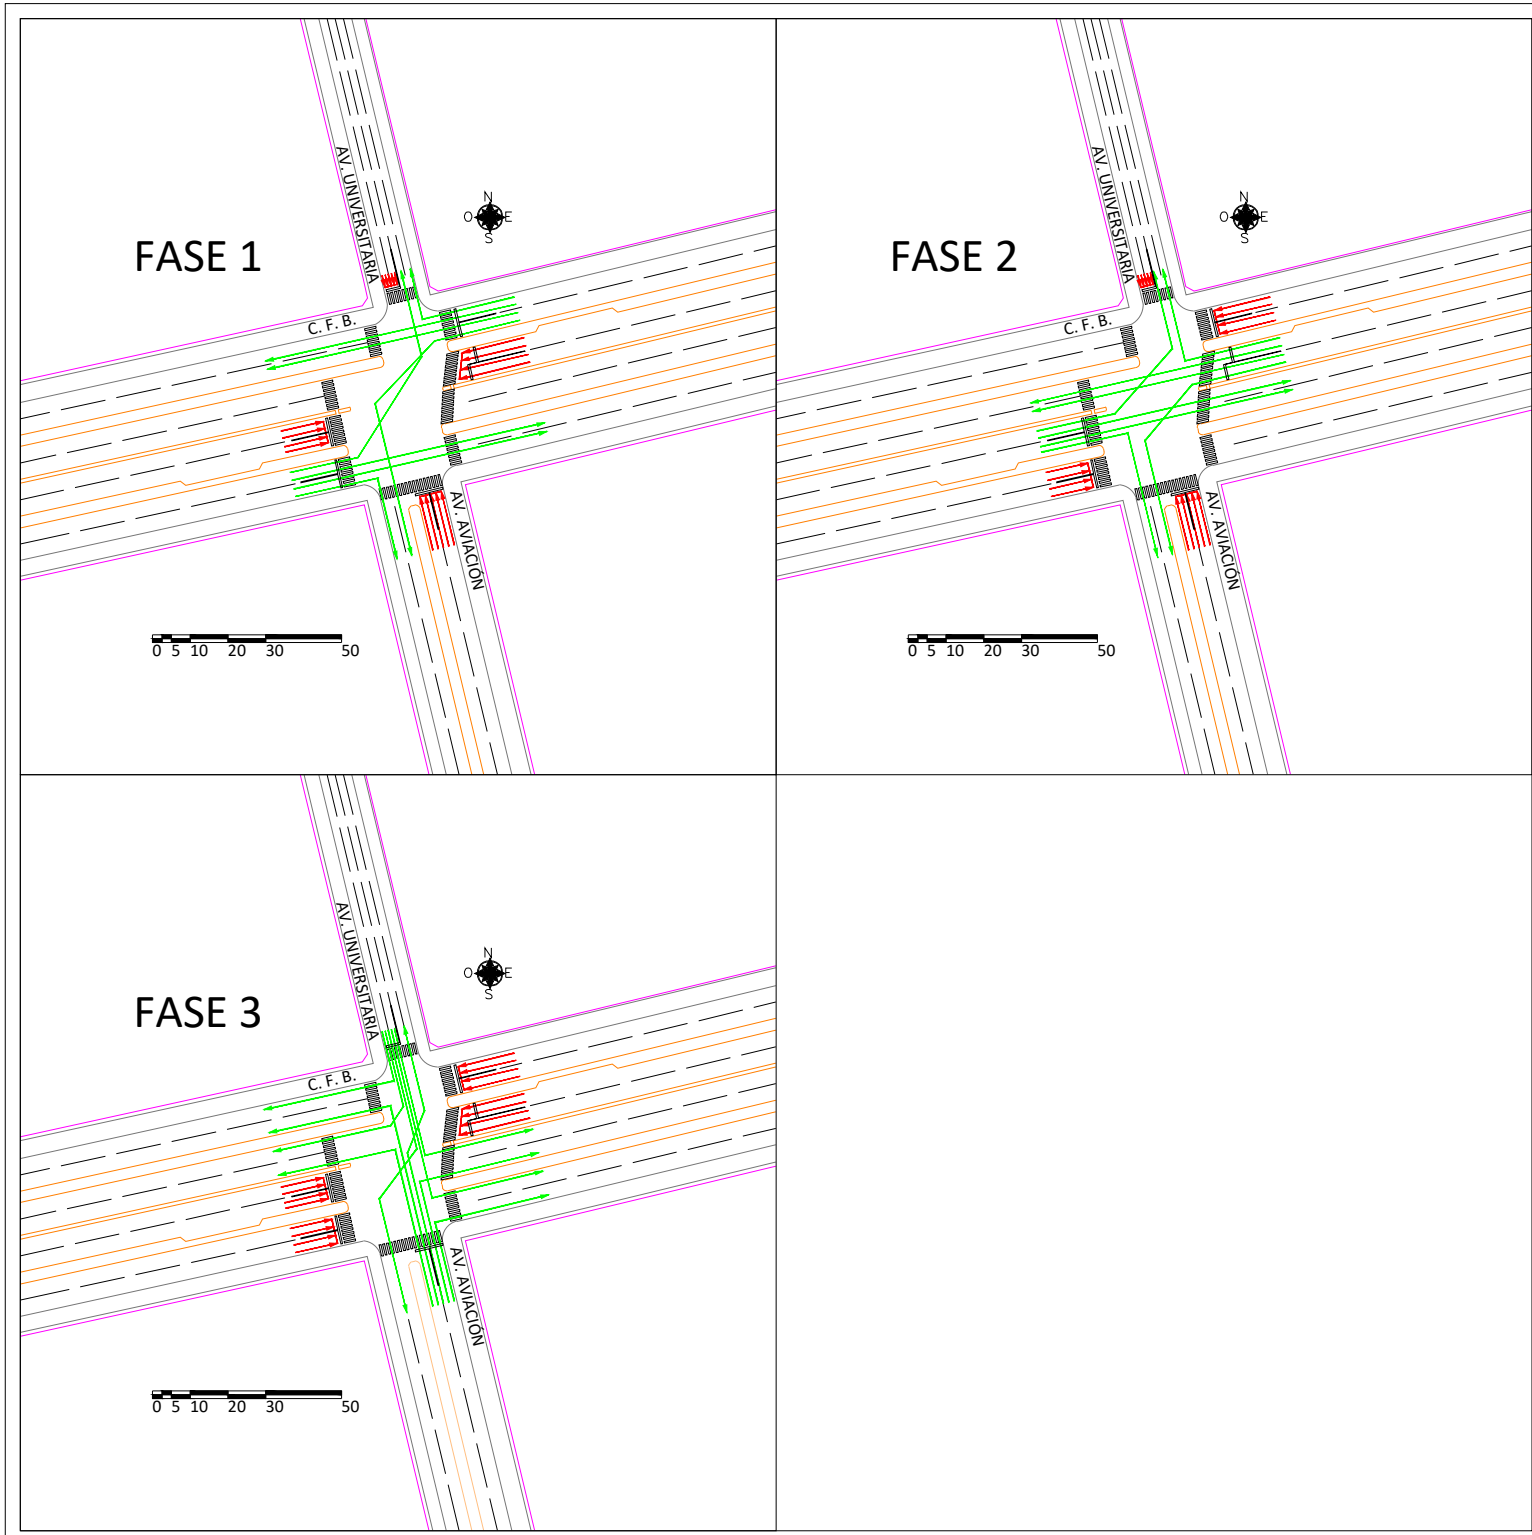 FASE 1
AV. UNIVERSITARIA
N
O E
S
C. F. B.
AV. AVIACIÓN
0 5 10 20 30 50
FASE 2
AV. UNIVERSITARIA
N
O E
S
C. F. B.
AV. AVIACIÓN
0 5 10 20 30 50
FASE 3
AV. UNIVERSITARIA
N
O E
S
C. F. B.
AV. AVIACIÓN
0 5 10 20 30 50